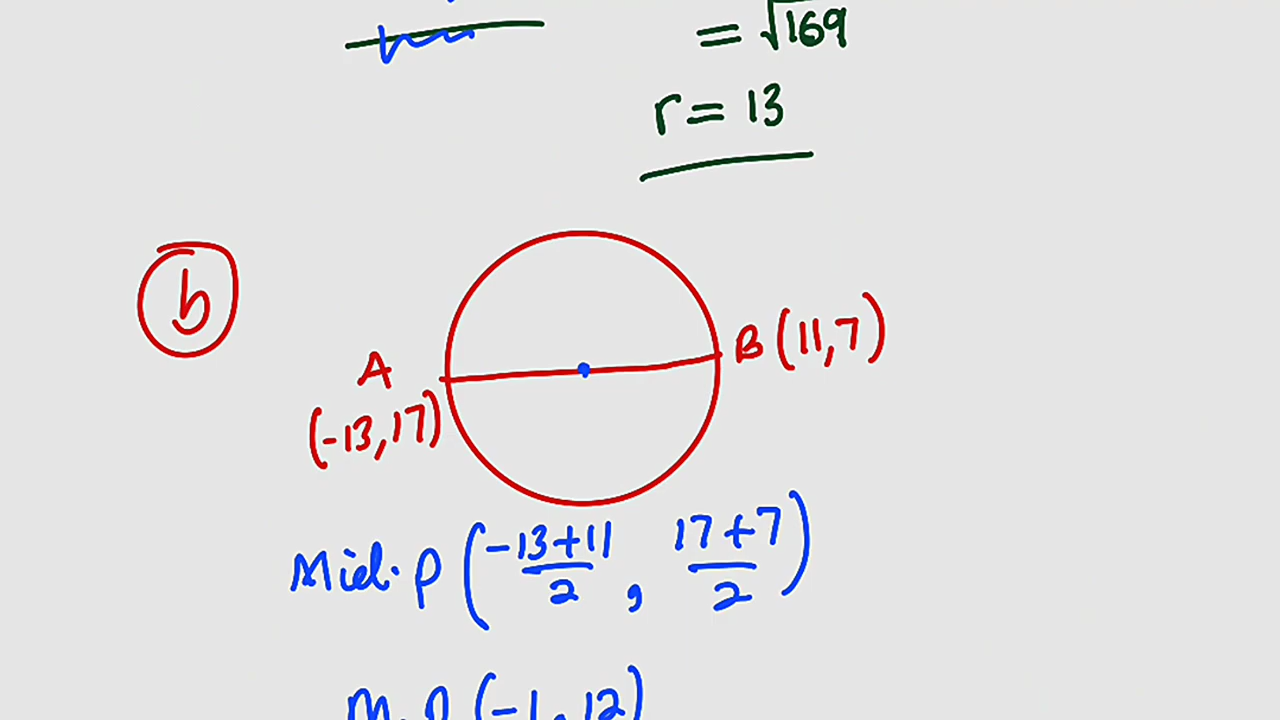 = √169
r = 13
b
A
(-13,17)
B (11,7)
Mid. P (-13+11/2, 17+7/2)
M.P (-1, 12)